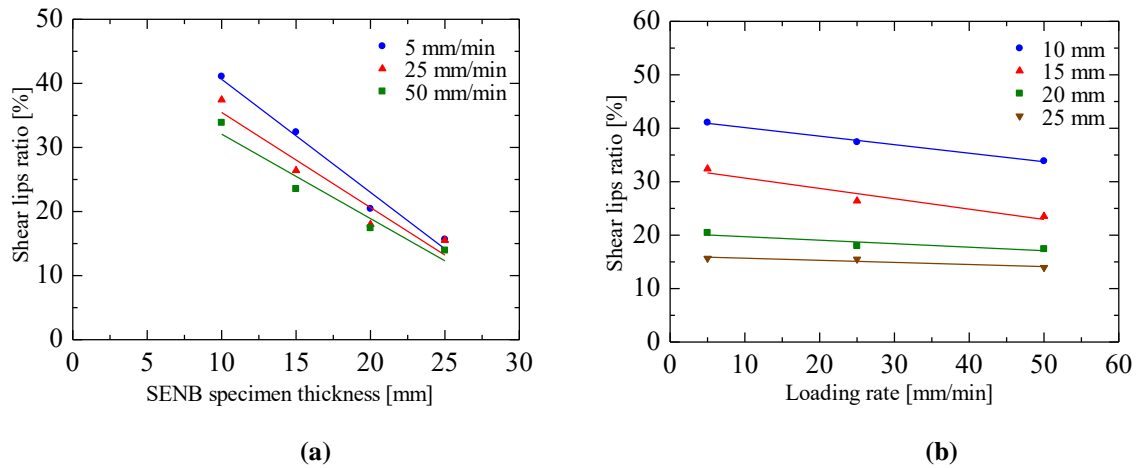 50
40
30
20
10
0
Shear lips ratio [%]
5 mm/min
25 mm/min
50 mm/min
0 5 10 15 20 25 30
SENB specimen thickness [mm]
(a)
60
50
40
30
20
10
0
Shear lips ratio [%]
10 mm
15 mm
20 mm
25 mm
0 10 20 30 40 50 60
Loading rate [mm/min]
(b)